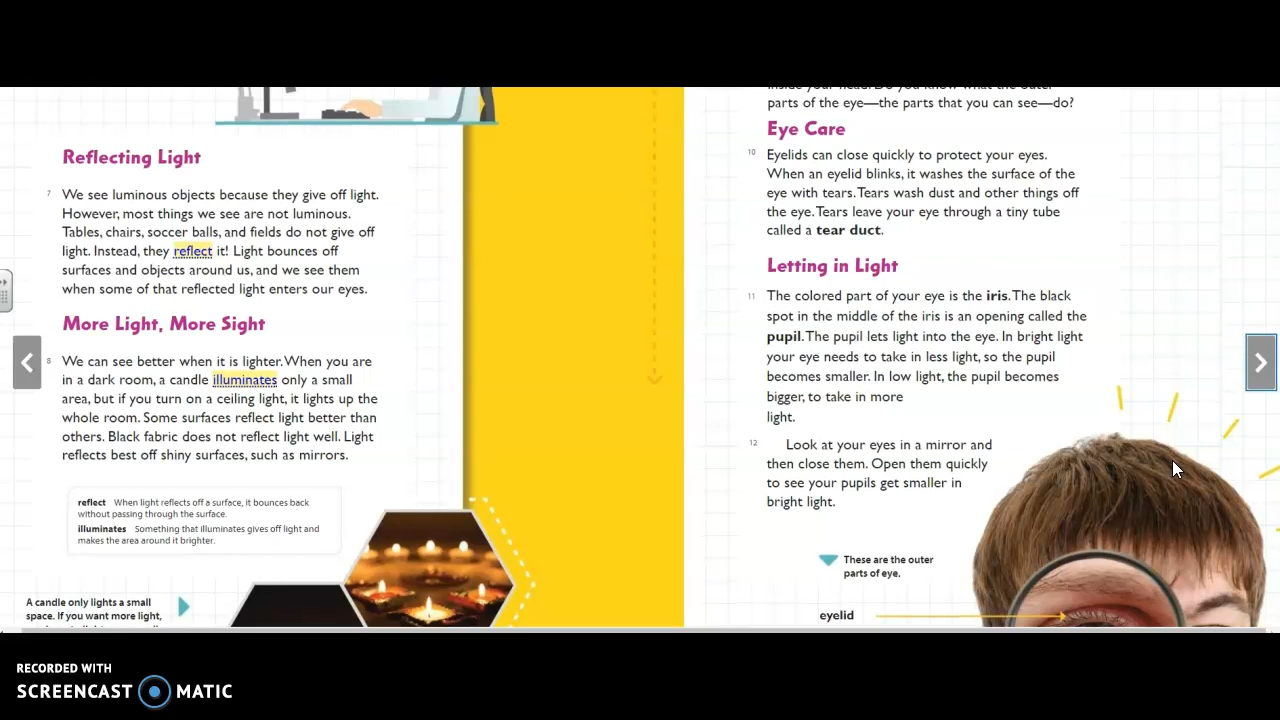 Reflecting Light
7 We see luminous objects because they give off light.
However, most things we see are not luminous.
Tables, chairs, soccer balls, and fields do not give off
light. Instead, they reflect it! Light bounces off
surfaces and objects around us, and we see them
when some of that reflected light enters our eyes.
More Light, More Sight
8 We can see better when it is lighter. When you are
in a dark room, a candle illuminates only a small
area, but if you turn on a ceiling light, it lights up the
whole room. Some surfaces reflect light better than
others. Black fabric does not reflect light well. Light
reflects best off shiny surfaces, such as mirrors.
reflect When light reflects off a surface, it bounces back
without passing through the surface.
illuminates Something that illuminates gives off light and
makes the area around it brighter.
A candle only lights a small
space. If you want more light,
parts of the eye—the parts that you can see—do?
Eye Care
10 Eyelids can close quickly to protect your eyes.
When an eyelid blinks, it washes the surface of the
eye with tears. Tears wash dust and other things off
the eye. Tears leave your eye through a tiny tube
called a tear duct.
Letting in Light
11 The colored part of your eye is the iris. The black
spot in the middle of the iris is an opening called the
pupil. The pupil lets light into the eye. In bright light
your eye needs to take in less light, so the pupil
becomes smaller. In low light, the pupil becomes
bigger, to take in more
light.
12 Look at your eyes in a mirror and
then close them. Open them quickly
to see your pupils get smaller in
bright light.
These are the outer
parts of eye.
eyelid
RECORDED WITH
SCREENCAST MATIC